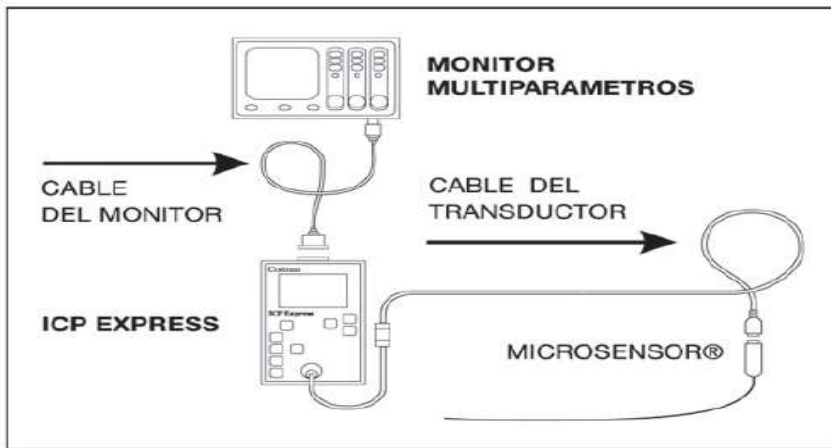 MONITOR
MULTIPARAMETROS
CABLE
DEL MONITOR
CABLE DEL
TRANSDUCTOR
Codman
ICP Express
ICP EXPRESS
MICROSENSOR®